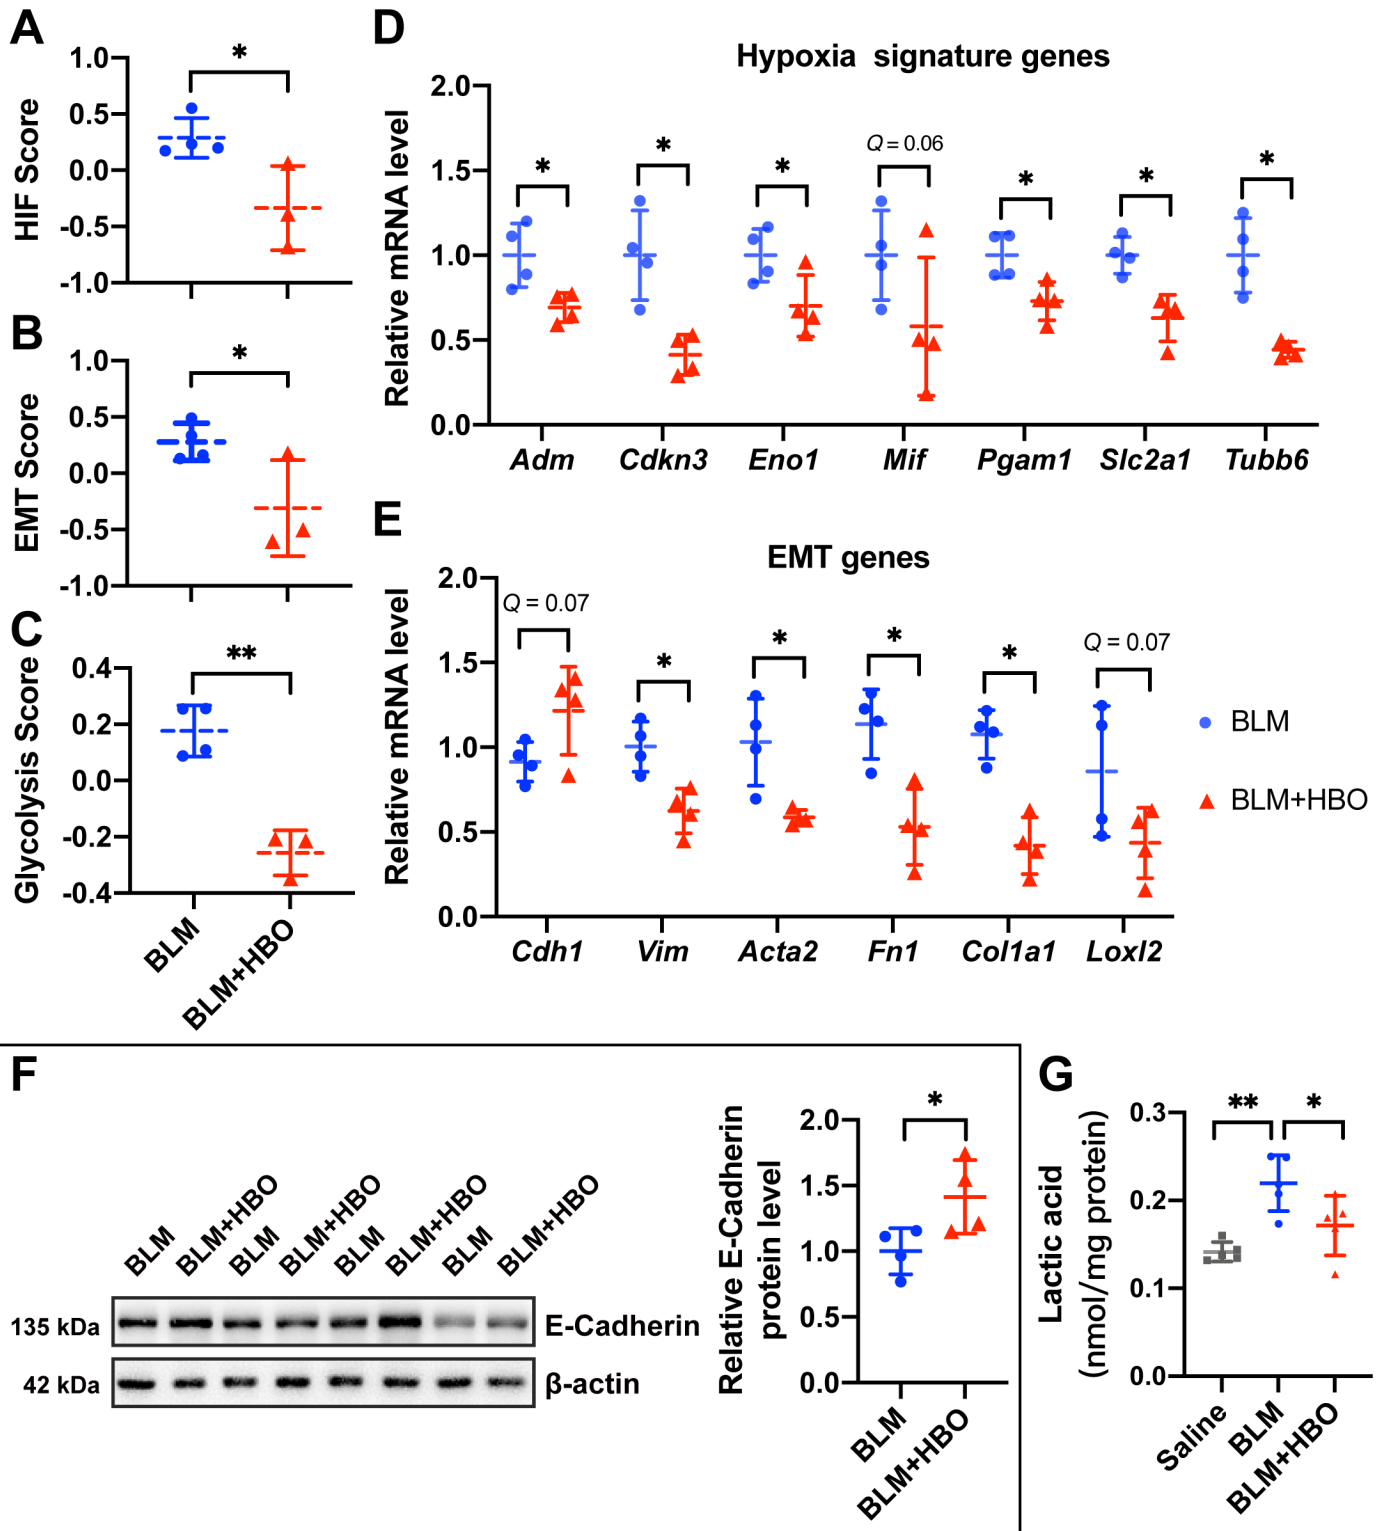 A
HIF Score
1.0
0.5
0.0
-0.5
-1.0
*
B
EMT Score
1.0
0.5
0.0
-0.5
-1.0
*
C
Glycolysis Score
0.4
0.2
0.0
-0.2
-0.4
**
BLM
BLM+HBO
D
Hypoxia signature genes
Relative mRNA level
2.0
1.5
1.0
0.5
0.0
*
*
*
Q = 0.06
*
*
*
Adm
Cdkn3
Eno1
Mif
Pgam1
Slc2a1
Tubb6
E
EMT genes
Relative mRNA level
2.0
1.5
1.0
0.5
0.0
Q = 0.07
*
*
*
*
Q = 0.07
Cdh1
Vim
Acta2
Fn1
Col1a1
Loxl2
BLM
BLM+HBO
F
BLM
BLM+HBO
BLM
BLM+HBO
BLM
BLM+HBO
BLM
BLM+HBO
135 kDa
E-Cadherin
42 kDa
β-actin
Relative E-Cadherin
protein level
2.0
1.5
1.0
0.5
0.0
*
BLM
BLM+HBO
G
Lactic acid
(nmol/mg protein)
0.3
0.2
0.1
0.0
**
*
Saline
BLM
BLM+HBO